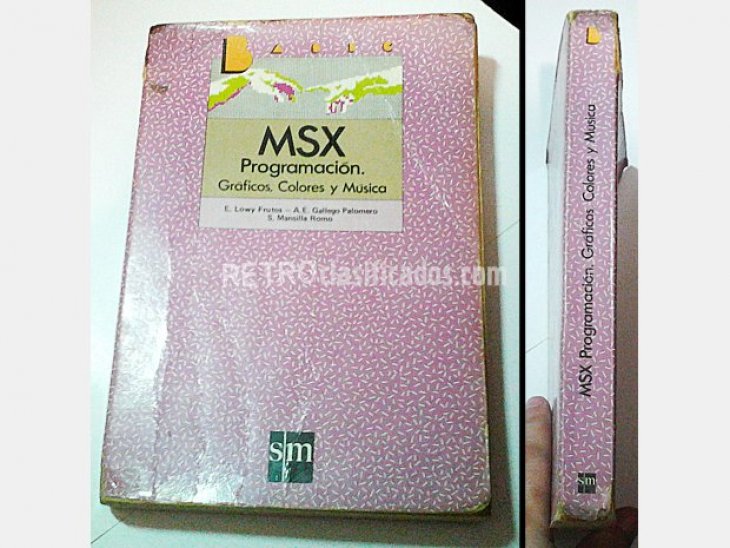 BASIC
MSX
Programación.
Gráficos, Colores y Música
E. Lowy Frutos – A.E. Gallego Palomero
S. Mansilla Romo
RETROclasificados.com
sm
B
MSX Programación. Gráficos Colores y Música
sm